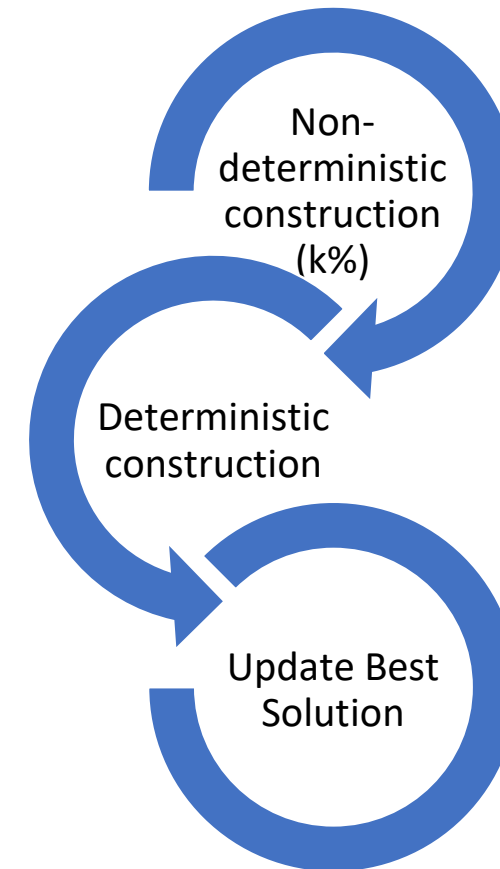 Non-
deterministic
construction
(k%)
Deterministic
construction
Update Best
Solution